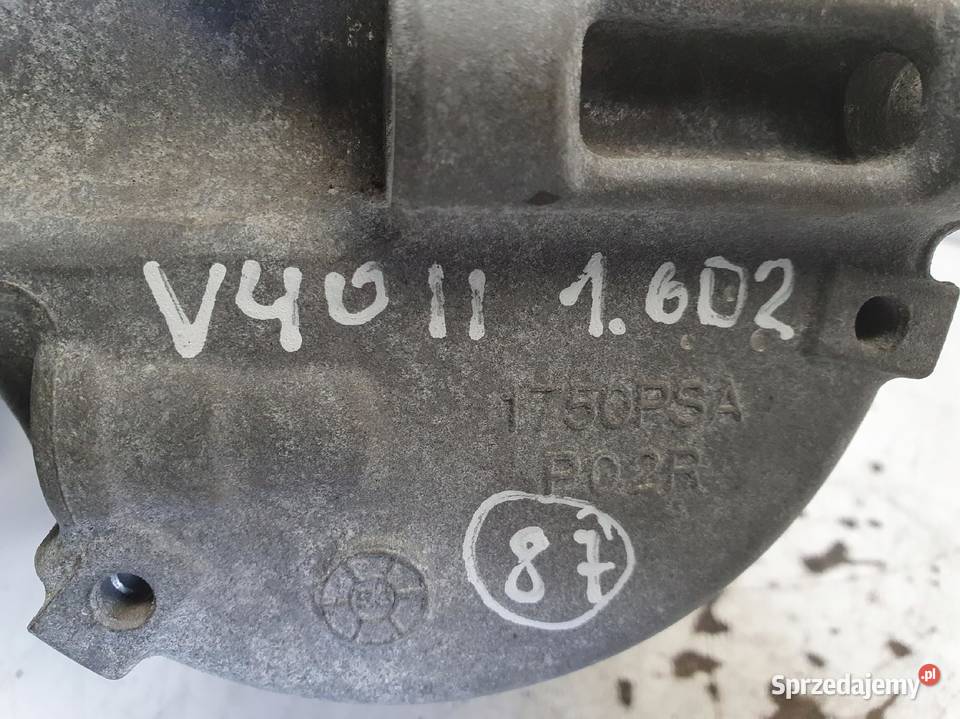 V40 II 1.6D2
1750PSA
P02R
87
Sprzedajemy.pl